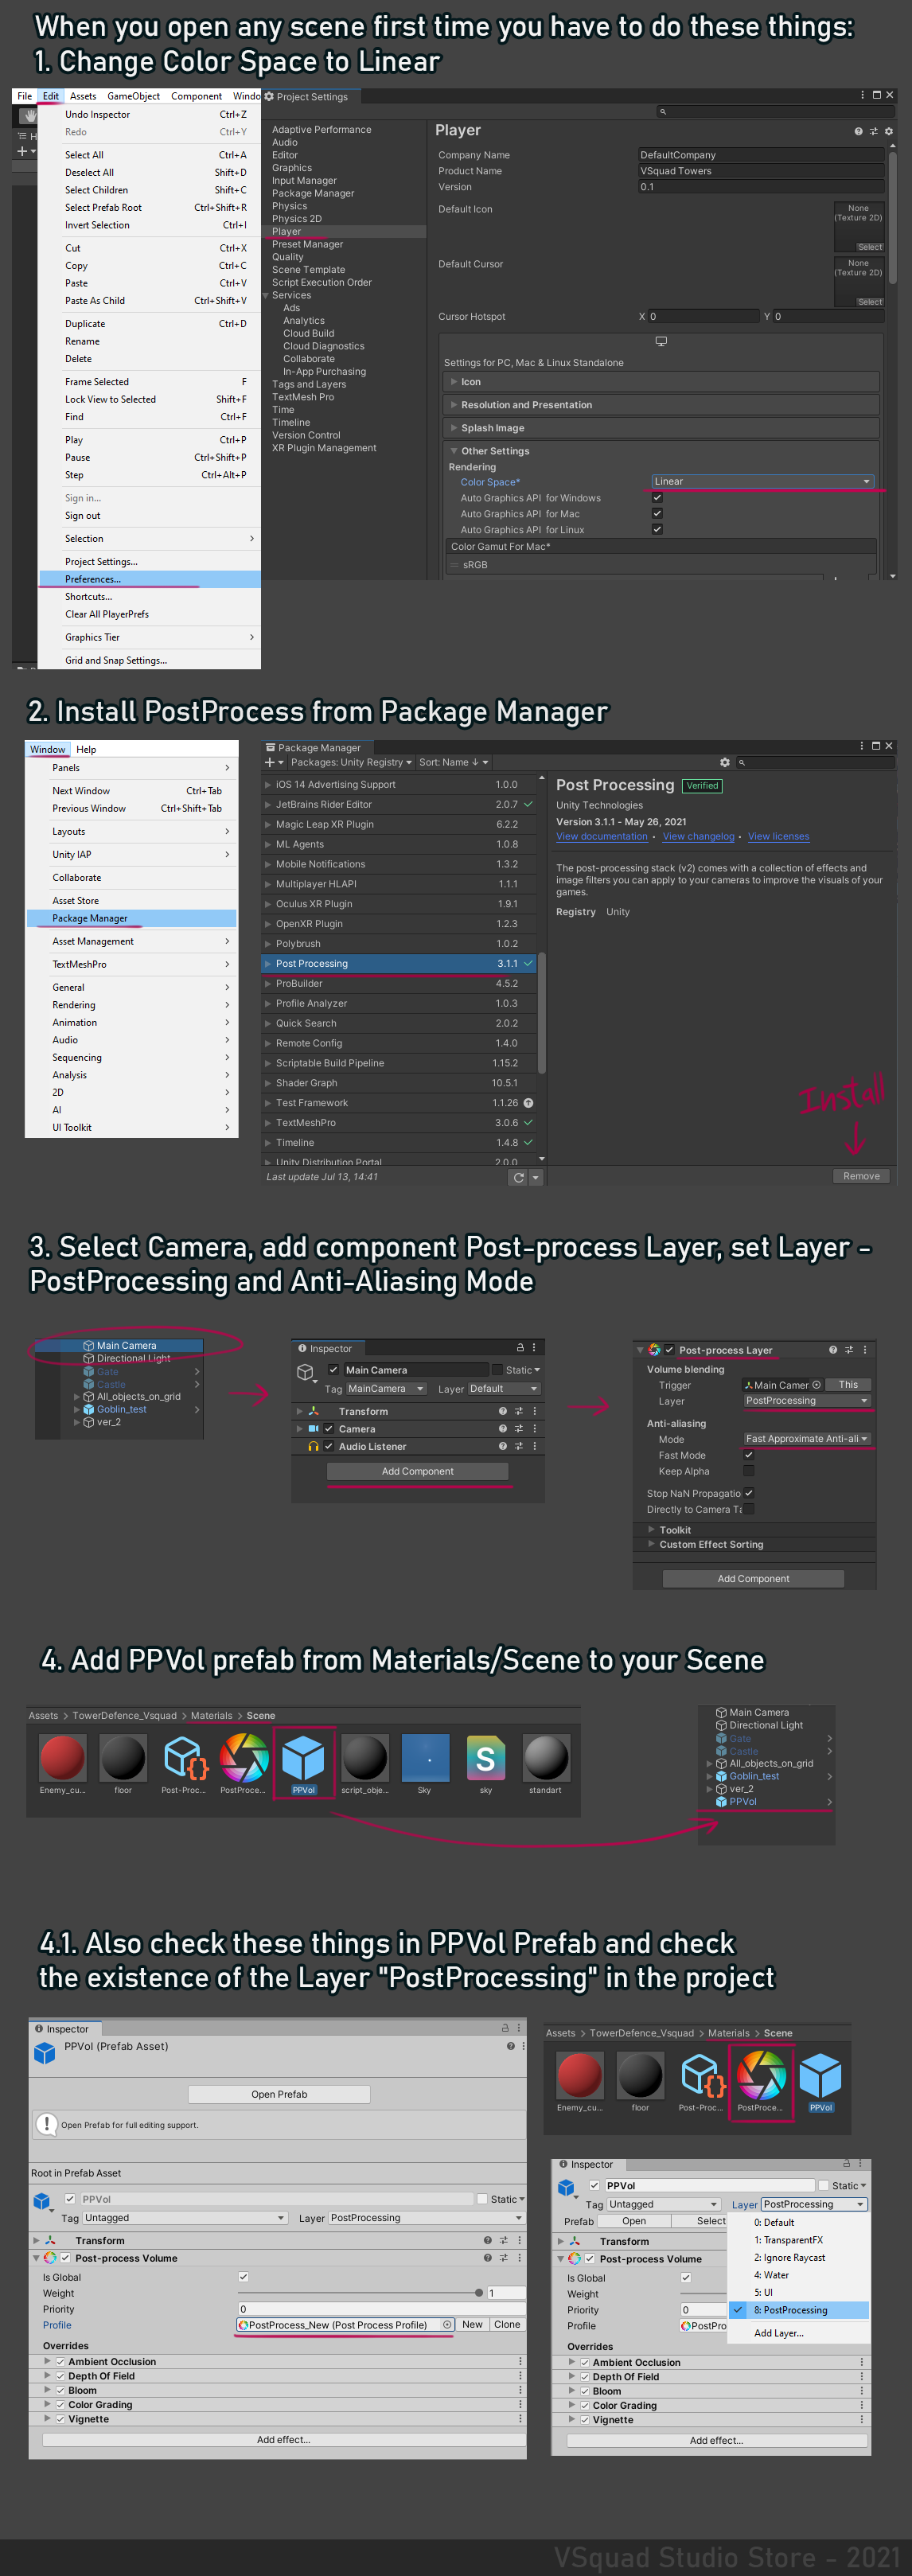 When you open any scene first time you have to do these things:
1. Change Color Space to Linear
File Edit Assets GameObject Component Windo
Undo Inspector Ctrl+Z
Redo Ctrl+Y
Select All Ctrl+A
Deselect All Shift+D
Select Children Shift+C
Select Prefab Root Ctrl+Shift+R
Invert Selection Ctrl+I
Cut Ctrl+X
Copy Ctrl+C
Paste Ctrl+V
Paste As Child Ctrl+Shift+V
Duplicate Ctrl+D
Rename
Delete
Frame Selected F
Lock View to Selected Shift+F
Find Ctrl+F
Play Ctrl+P
Pause Ctrl+Shift+P
Step Ctrl+Alt+P
Sign in...
Sign out
Selection
Project Settings...
Preferences...
Shortcuts...
Clear All PlayerPrefs
Graphics Tier
Grid and Snap Settings...
Project Settings
Adaptive Performance
Audio
Editor
Graphics
Input Manager
Package Manager
Physics
Physics 2D
Player
Preset Manager
Quality
Scene Template
Script Execution Order
Services
Ads
Analytics
Cloud Build
Cloud Diagnostics
Collaborate
In-App Purchasing
Tags and Layers
TextMesh Pro
Time
Timeline
Version Control
XR Plugin Management
Player
Company Name DefaultCompany
Product Name VSquad Towers
Version 0.1
Default Icon None
(Texture 2D)
Select
Default Cursor None
(Texture 2D)
Select
Cursor Hotspot X 0 Y 0
Settings for PC, Mac & Linux Standalone
Icon
Resolution and Presentation
Splash Image
Other Settings
Rendering
Color Space* Linear
Auto Graphics API for Windows
Auto Graphics API for Mac
Auto Graphics API for Linux
Color Gamut For Mac*
sRGB
2. Install PostProcess from Package Manager
Window Help
Panels
Next Window Ctrl+Tab
Previous Window Ctrl+Shift+Tab
Layouts
Unity IAP
Collaborate
Asset Store
Package Manager
Asset Management
TextMeshPro
General
Rendering
Animation
Audio
Sequencing
Analysis
2D
AI
UI Toolkit
Package Manager
Packages: Unity Registry Sort: Name ↓
iOS 14 Advertising Support 1.0.0
JetBrains Rider Editor 2.0.7
Magic Leap XR Plugin 6.2.2
ML Agents 1.0.8
Mobile Notifications 1.3.2
Multiplayer HLAPI 1.1.1
Oculus XR Plugin 1.9.1
OpenXR Plugin 1.2.3
Polybrush 1.0.2
Post Processing 3.1.1
ProBuilder 4.5.2
Profile Analyzer 1.0.3
Quick Search 2.0.2
Remote Config 1.4.0
Scriptable Build Pipeline 1.15.2
Shader Graph 10.5.1
Test Framework 1.1.26
TextMeshPro 3.0.6
Timeline 1.4.8
Unity Distribution Portal 2.0.0
Last update Jul 13, 14:41
Post Processing Verified
Unity Technologies
Version 3.1.1 - May 26, 2021
View documentation • View changelog • View licenses
The post-processing stack (v2) comes with a collection of effects and
image filters you can apply to your cameras to improve the visuals of your
games.
Registry Unity
Install
Remove
3. Select Camera, add component Post-process Layer, set Layer -
PostProcessing and Anti-Aliasing Mode
Main Camera
Directional Light
Gate
Castle
All_objects_on_grid
Goblin_test
ver_2
Inspector
Main Camera Static
Tag MainCamera Layer Default
Transform
Camera
Audio Listener
Add Component
Post-process Layer
Volume blending
Trigger Main Camer This
Layer PostProcessing
Anti-aliasing
Mode Fast Approximate Anti-ali
Fast Mode
Keep Alpha
Stop NaN Propagatio
Directly to Camera Ta
Toolkit
Custom Effect Sorting
Add Component
4. Add PPVol prefab from Materials/Scene to your Scene
Assets > TowerDefence_Vsquad > Materials > Scene
Enemy_cu... floor Post-Proc... PostProce... PPVol script_obje... Sky sky standart
Main Camera
Directional Light
Gate
Castle
All_objects_on_grid
Goblin_test
ver_2
PPVol
4.1. Also check these things in PPVol Prefab and check
the existence of the Layer "PostProcessing" in the project
Inspector
PPVol (Prefab Asset)
Open Prefab
Open Prefab for full editing support.
Root in Prefab Asset
PPVol Static
Tag Untagged Layer PostProcessing
Transform
Post-process Volume
Is Global
Weight 1
Priority 0
Profile PostProcess_New (Post Process Profile) New Clone
Overrides
Ambient Occlusion
Depth Of Field
Bloom
Color Grading
Vignette
Add effect...
Assets > TowerDefence_Vsquad > Materials > Scene
Enemy_cu... floor Post-Proc... PostProce... PPVol
Inspector
PPVol Static
Tag Untagged Layer PostProcessing
Prefab Open Select
Transform
Post-process Volume
Is Global
Weight
Priority 0
Profile PostPro
0: Default
1: TransparentFX
2: Ignore Raycast
4: Water
5: UI
8: PostProcessing
Add Layer...
Overrides
Ambient Occlusion
Depth Of Field
Bloom
Color Grading
Vignette
Add effect...
VSquad Studio Store - 2021